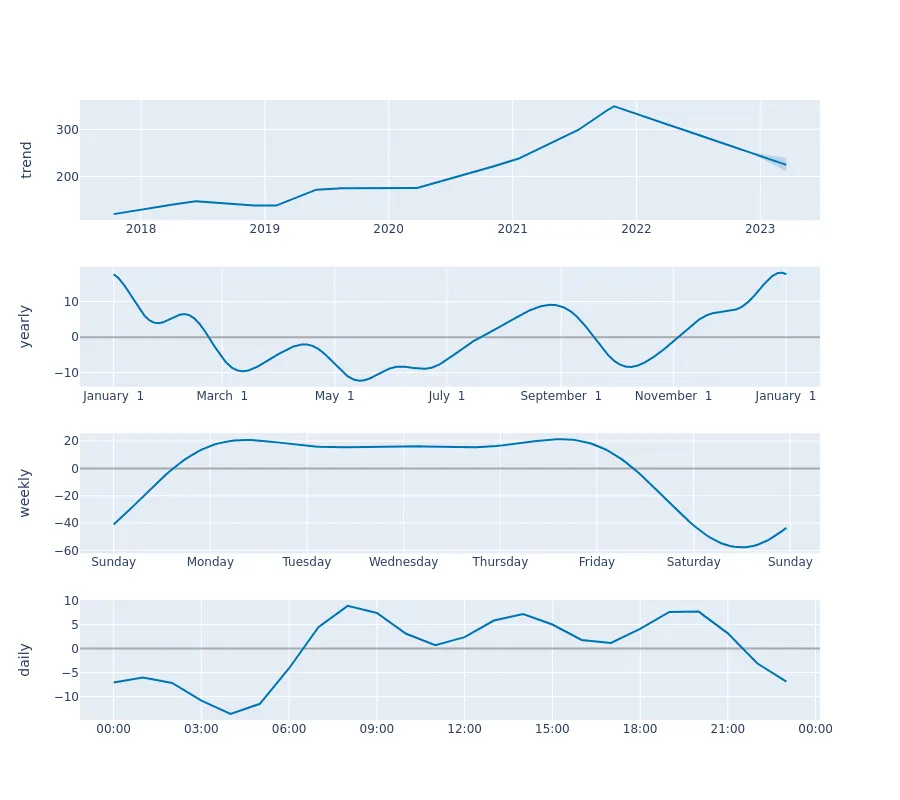 trend
300
200
2018 2019 2020 2021 2022 2023
yearly
10
0
−10
January 1 March 1 May 1 July 1 September 1 November 1 January 1
weekly
20
0
−20
−40
−60
Sunday Monday Tuesday Wednesday Thursday Friday Saturday Sunday
daily
10
5
0
−5
−10
00:00 03:00 06:00 09:00 12:00 15:00 18:00 21:00 00:00